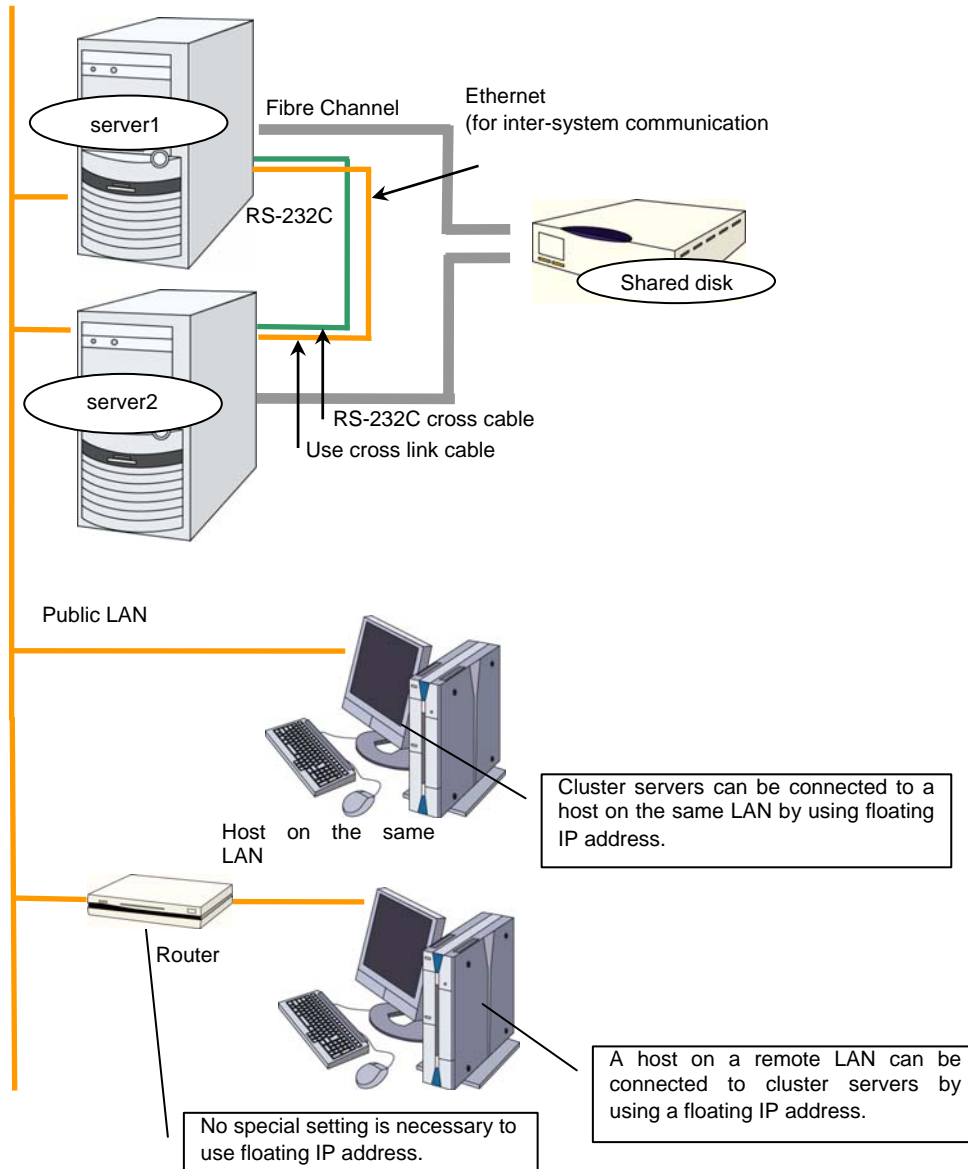 Ethernet
(for inter-system communication
Fibre Channel
server1
RS-232C
Shared disk
server2
RS-232C cross cable
Use cross link cable
Public LAN
Cluster servers can be connected to a
host on the same LAN by using floating
IP address.
Host on the same
LAN
Router
A host on a remote LAN can be
connected to cluster servers by
using a floating IP address.
No special setting is necessary to
use floating IP address.